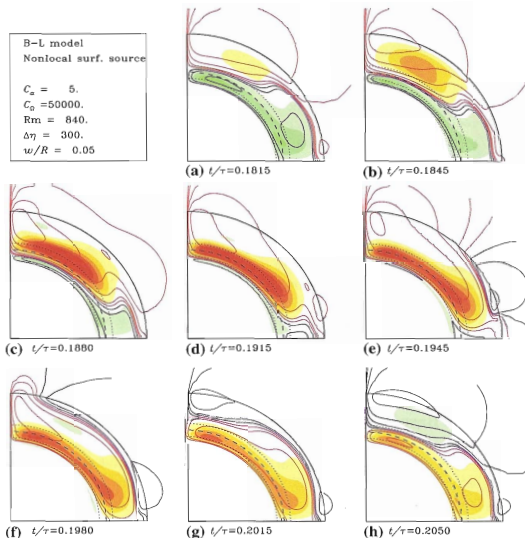 B-L model
Nonlocal surf. source
C_α = 5.
C_Ω =50000.
Rm = 840.
Δη = 300.
w/R = 0.05
(a) t/τ=0.1815
(b) t/τ=0.1845
(c) t/τ=0.1880
(d) t/τ=0.1915
(e) t/τ=0.1945
(f) t/τ=0.1980
(g) t/τ=0.2015
(h) t/τ=0.2050